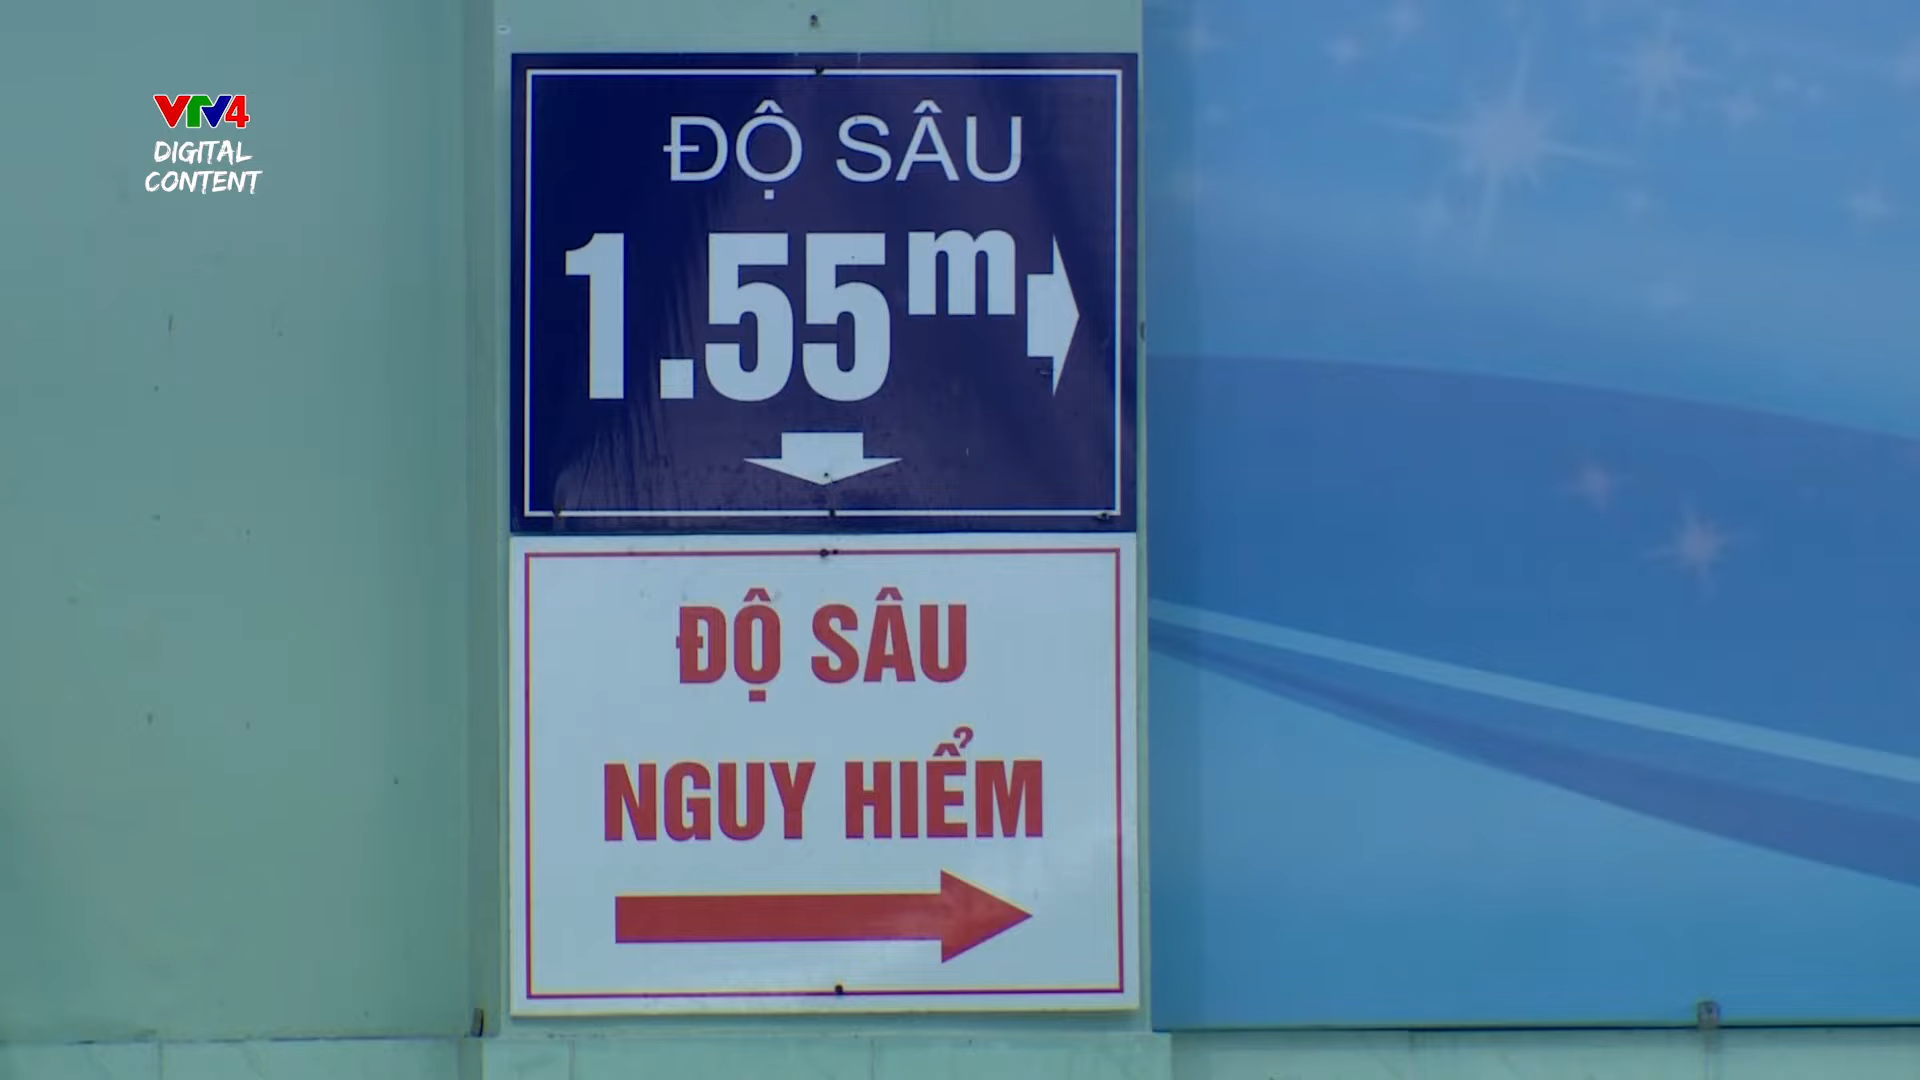 VTV4
DIGITAL
CONTENT
ĐỘ SÂU
1.55m
ĐỘ SÂU
NGUY HIỂM